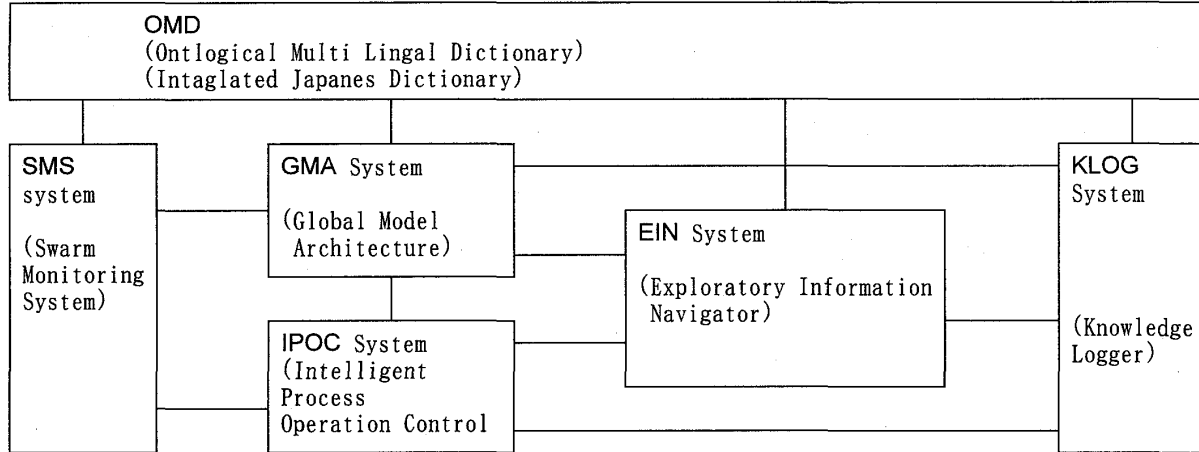 OMD
(Ontlogical Multi Lingal Dictionary)
(Intaglated Japanes Dictionary)
SMS
system
(Swarm
Monitoring
System)
GMA System
(Global Model
Architecture)
IPOC System
(Intelligent
Process
Operation Control
EIN System
(Exploratory Information
Navigator)
KLOG
System
(Knowledge
Logger)